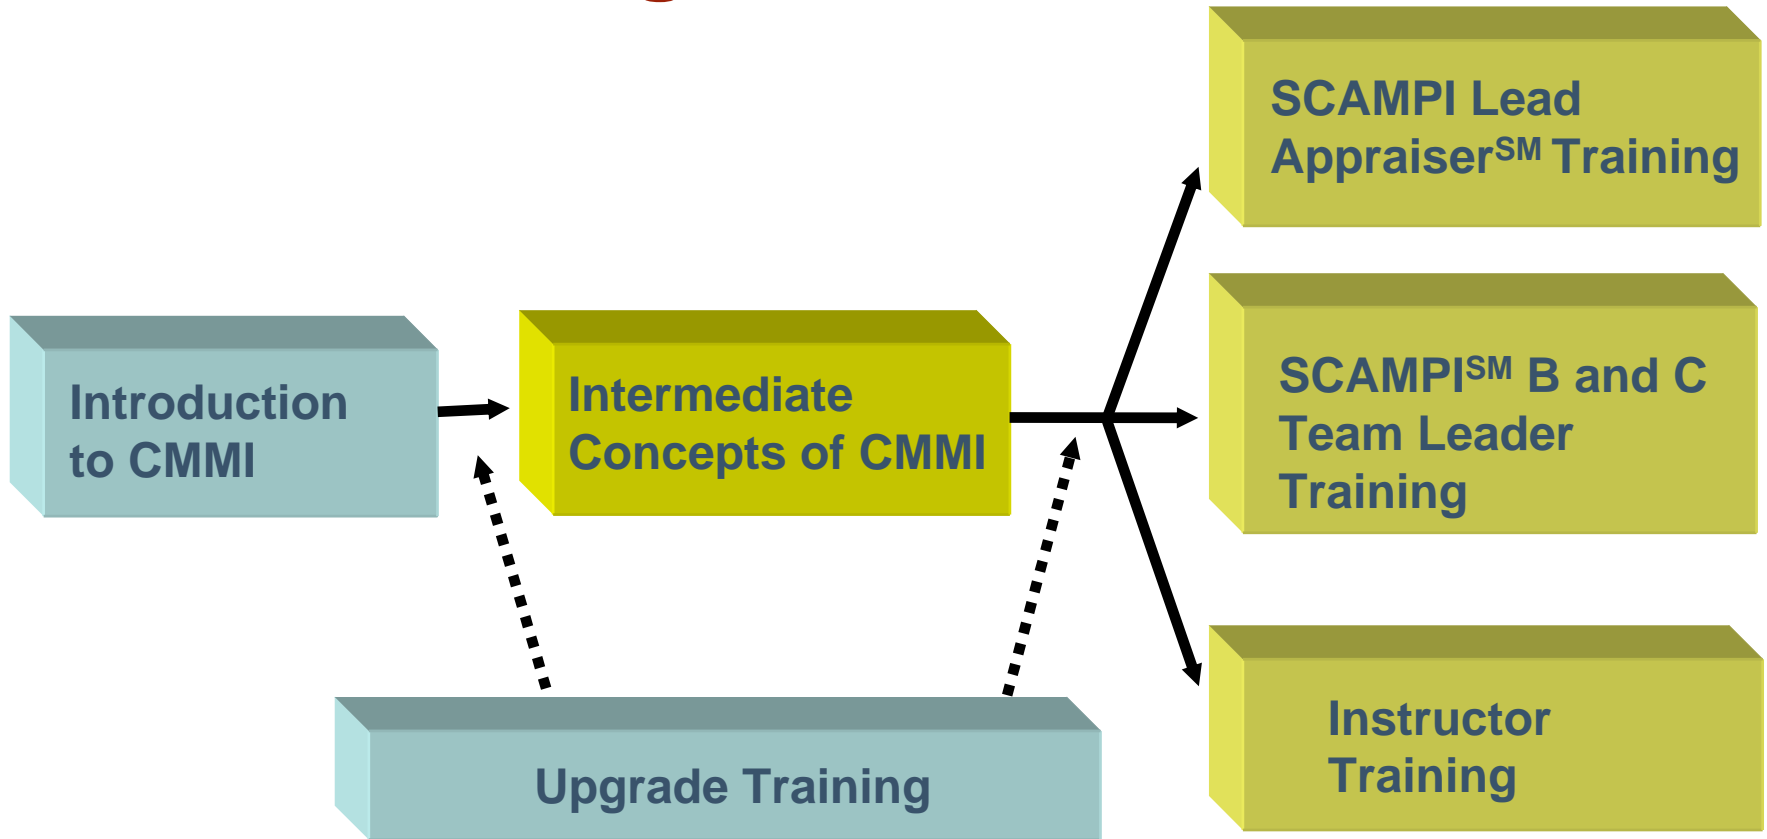 SCAMPI Lead
Appraiser℠ Training
Introduction
to CMMI
Intermediate
Concepts of CMMI
SCAMPI℠ B and C
Team Leader
Training
Upgrade Training
Instructor
Training